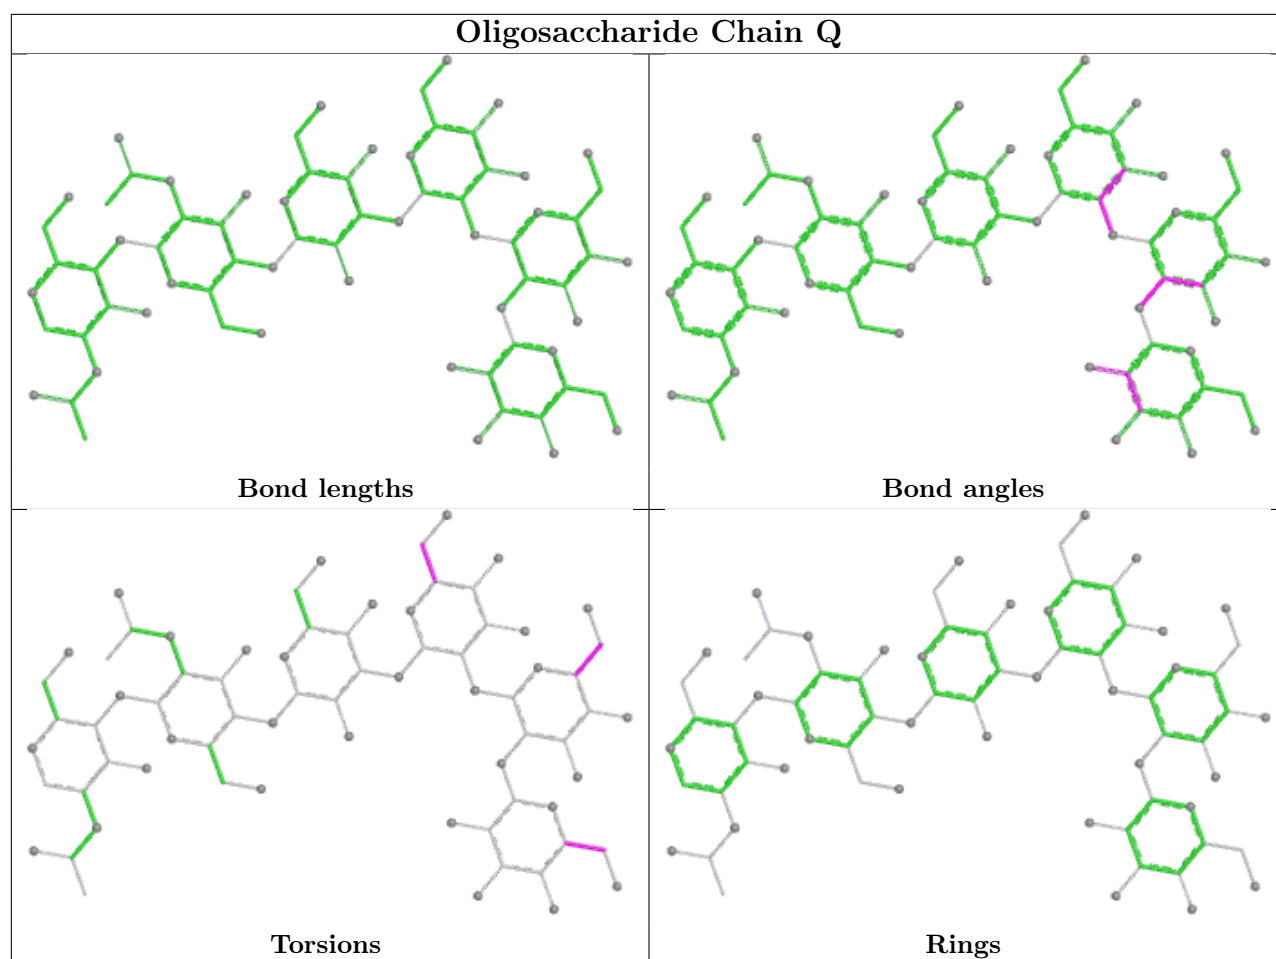 Oligosaccharide Chain Q
Bond lengths
Bond angles
Torsions
Rings